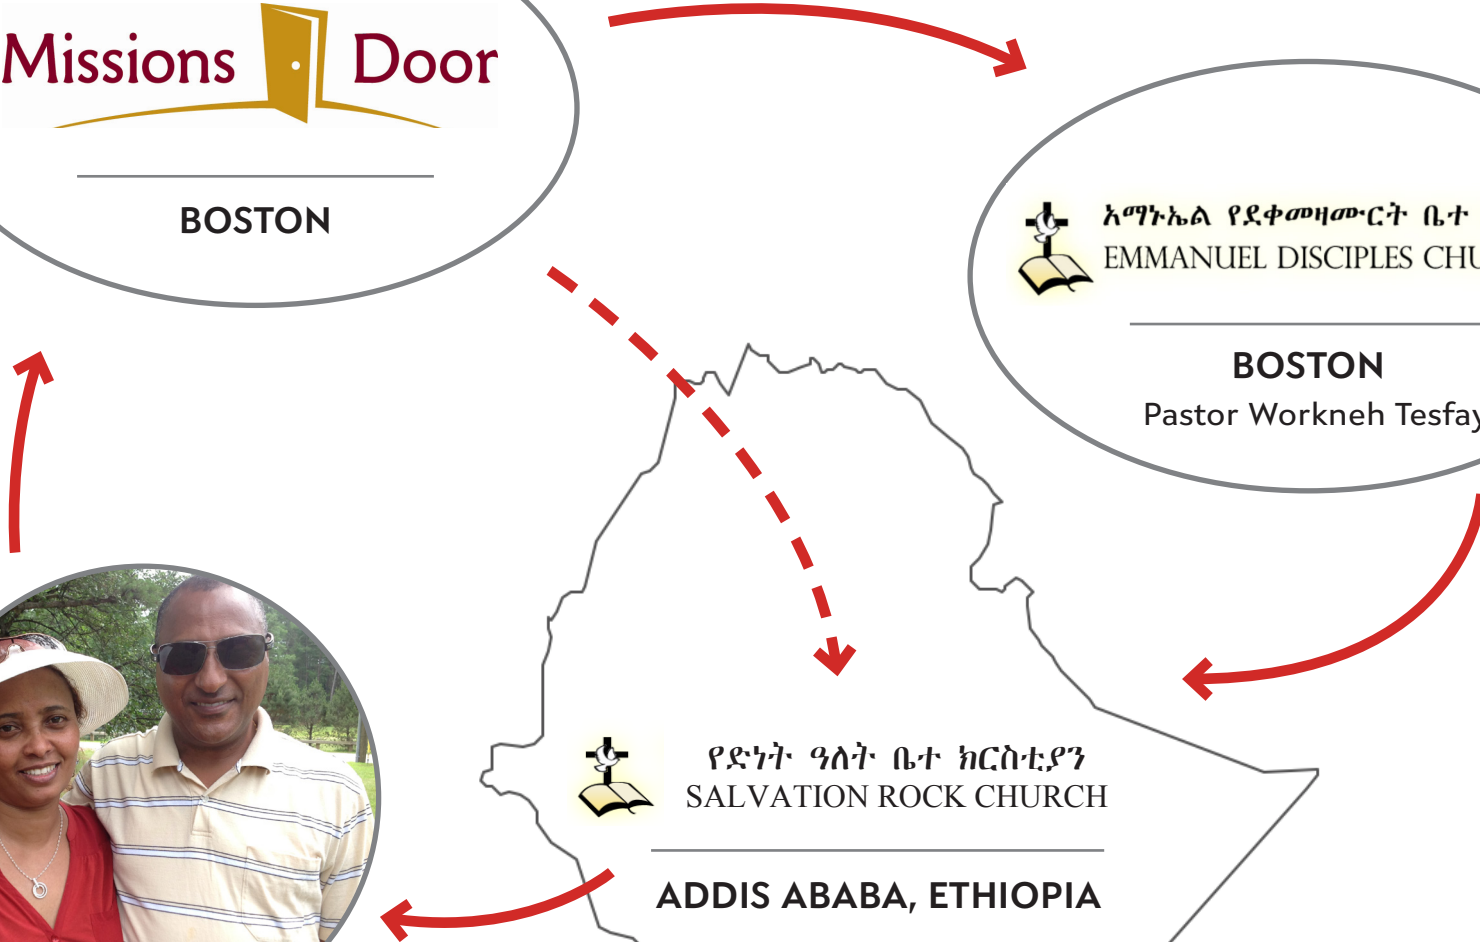 Missions Door
BOSTON
አማኑኤል የደቀመዛሙርት ቤተ
EMMANUEL DISCIPLES CHU
BOSTON
Pastor Workneh Tesfay
የድነት ዓለት ቤተ ክርስቲያን
SALVATION ROCK CHURCH
ADDIS ABABA, ETHIOPIA